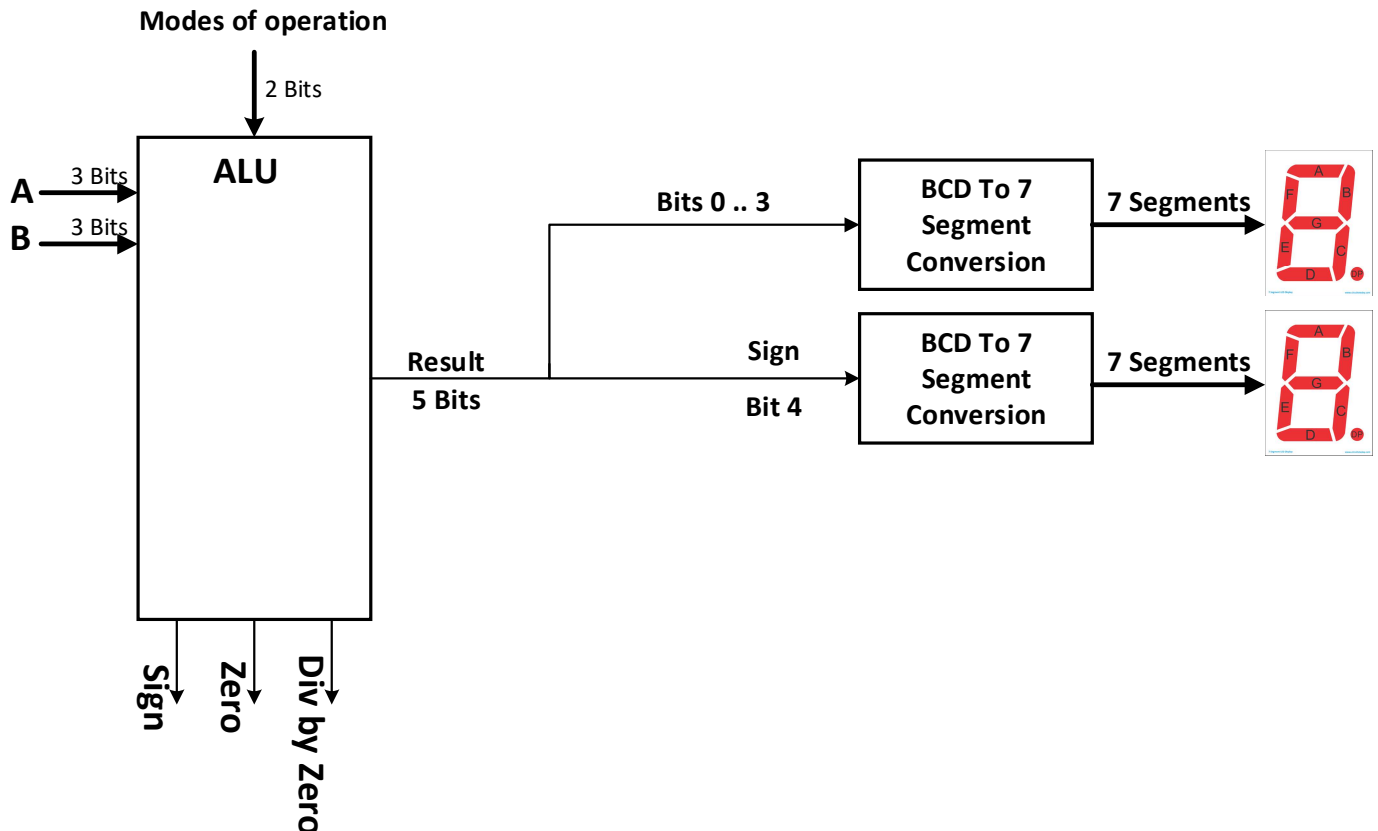 Modes of operation
2 Bits
ALU
A
3 Bits
B
3 Bits
Result
5 Bits
Bits 0 .. 3
Sign
Bit 4
BCD To 7
Segment
Conversion
7 Segments
A
F
B
G
E
C
D
DP
BCD To 7
Segment
Conversion
7 Segments
A
F
B
G
E
C
D
DP
Sign
Zero
Div by Zero